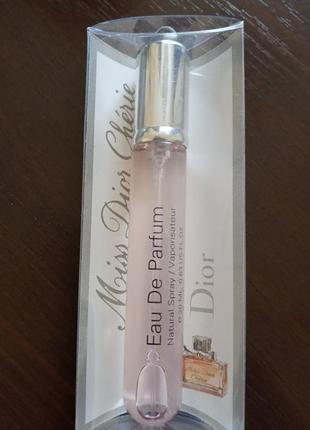 Miss Dior Chérie
Eau De Parfum
Natural Spray / Vaporisateur
Dior